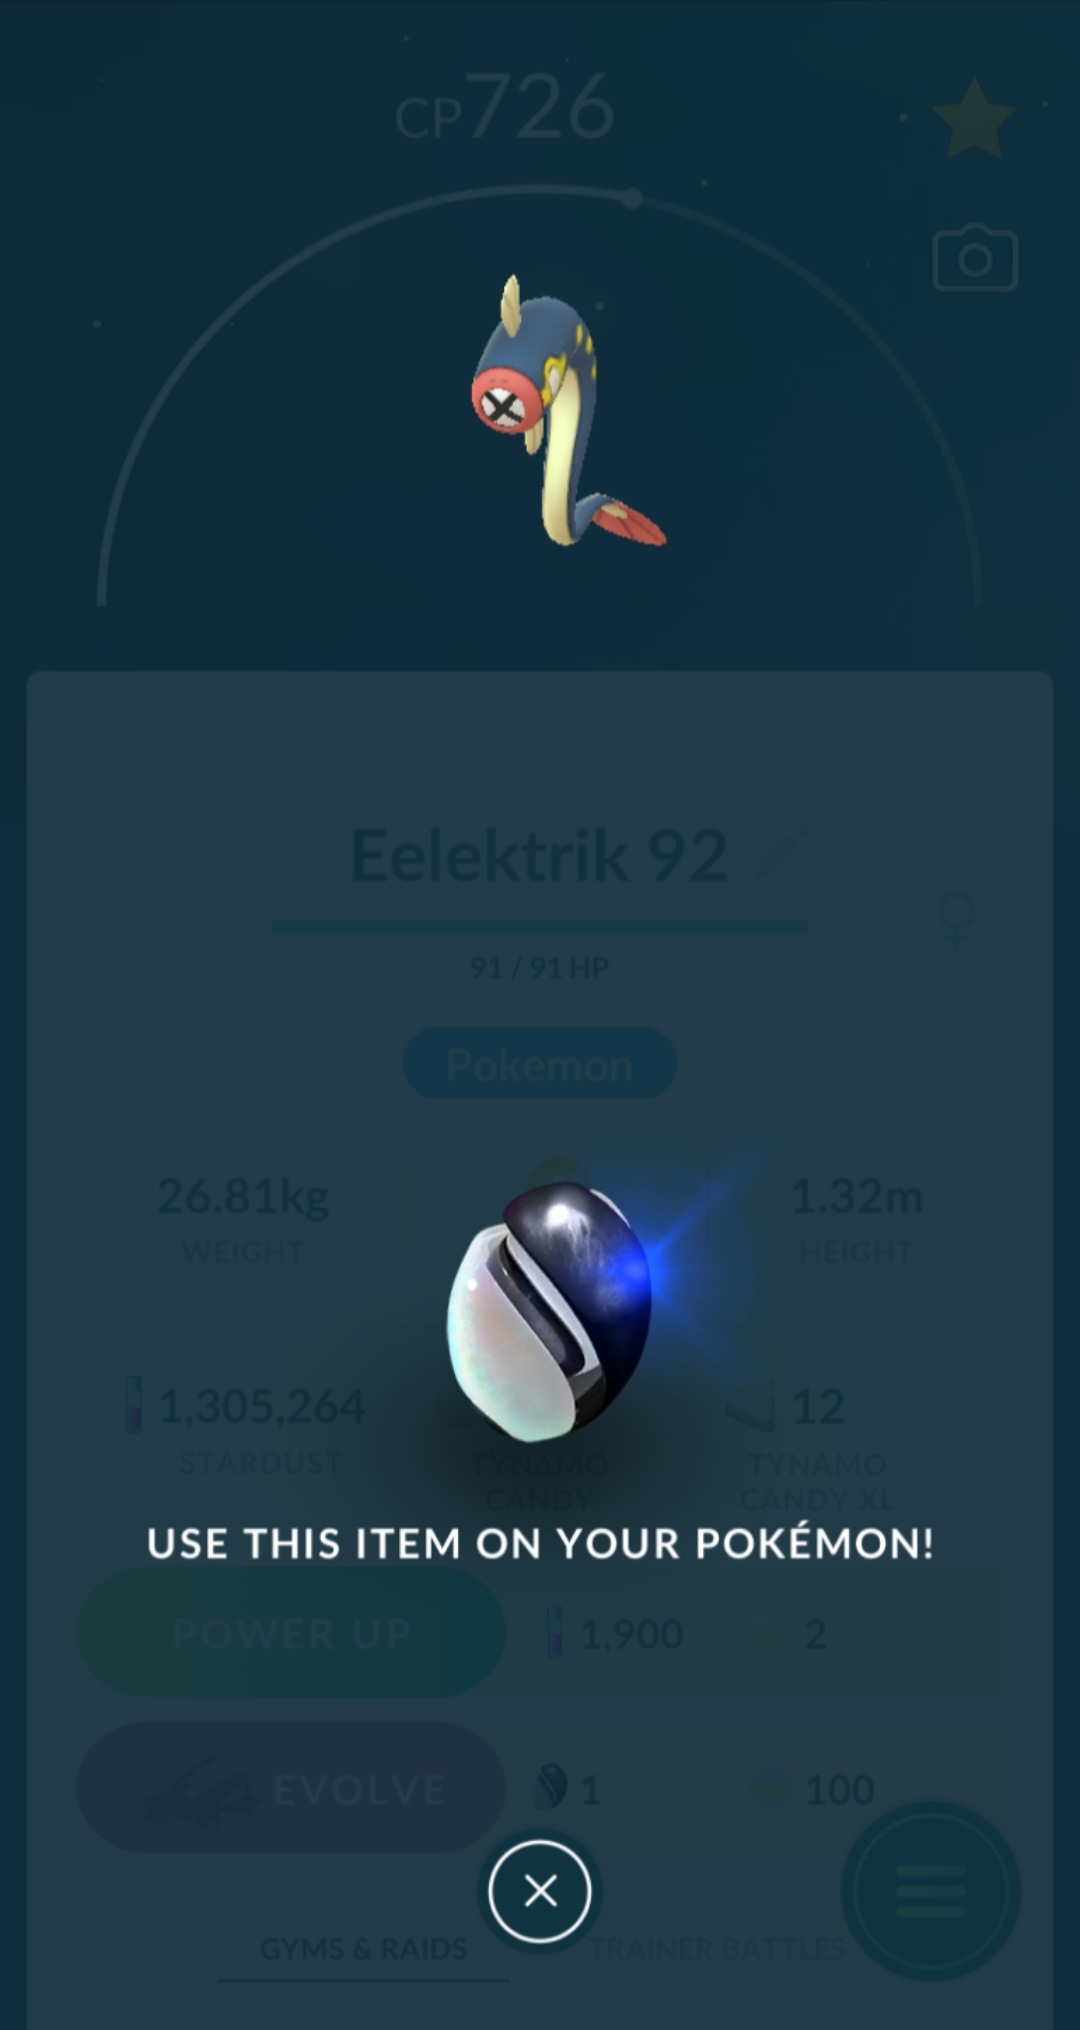 CP726
Eelektrik 92
91 / 91 HP
Pokemon
26.81kg
WEIGHT
1.32m
HEIGHT
1,305,264
STARDUST
TYNAMO
CANDY
12
TYNAMO
CANDY XL
USE THIS ITEM ON YOUR POKÉMON!
POWER UP
1,900
2
EVOLVE
1
100
GYMS & RAIDS
TRAINER BATTLES